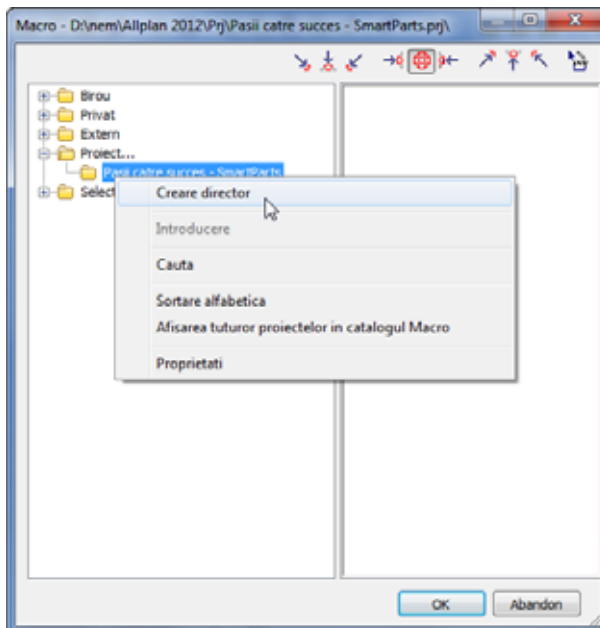 Macro - D:\nem\Allplan 2012\Prj\Pasii catre succes - SmartParts.prj\
Birou
Privat
Extern
Proiect...
Pasii catre succes - SmartParts
Select
Creare director
Introducere
Cauta
Sortare alfabetica
Afisarea tuturor proiectelor in catalogul Macro
Proprietati
OK
Abandon